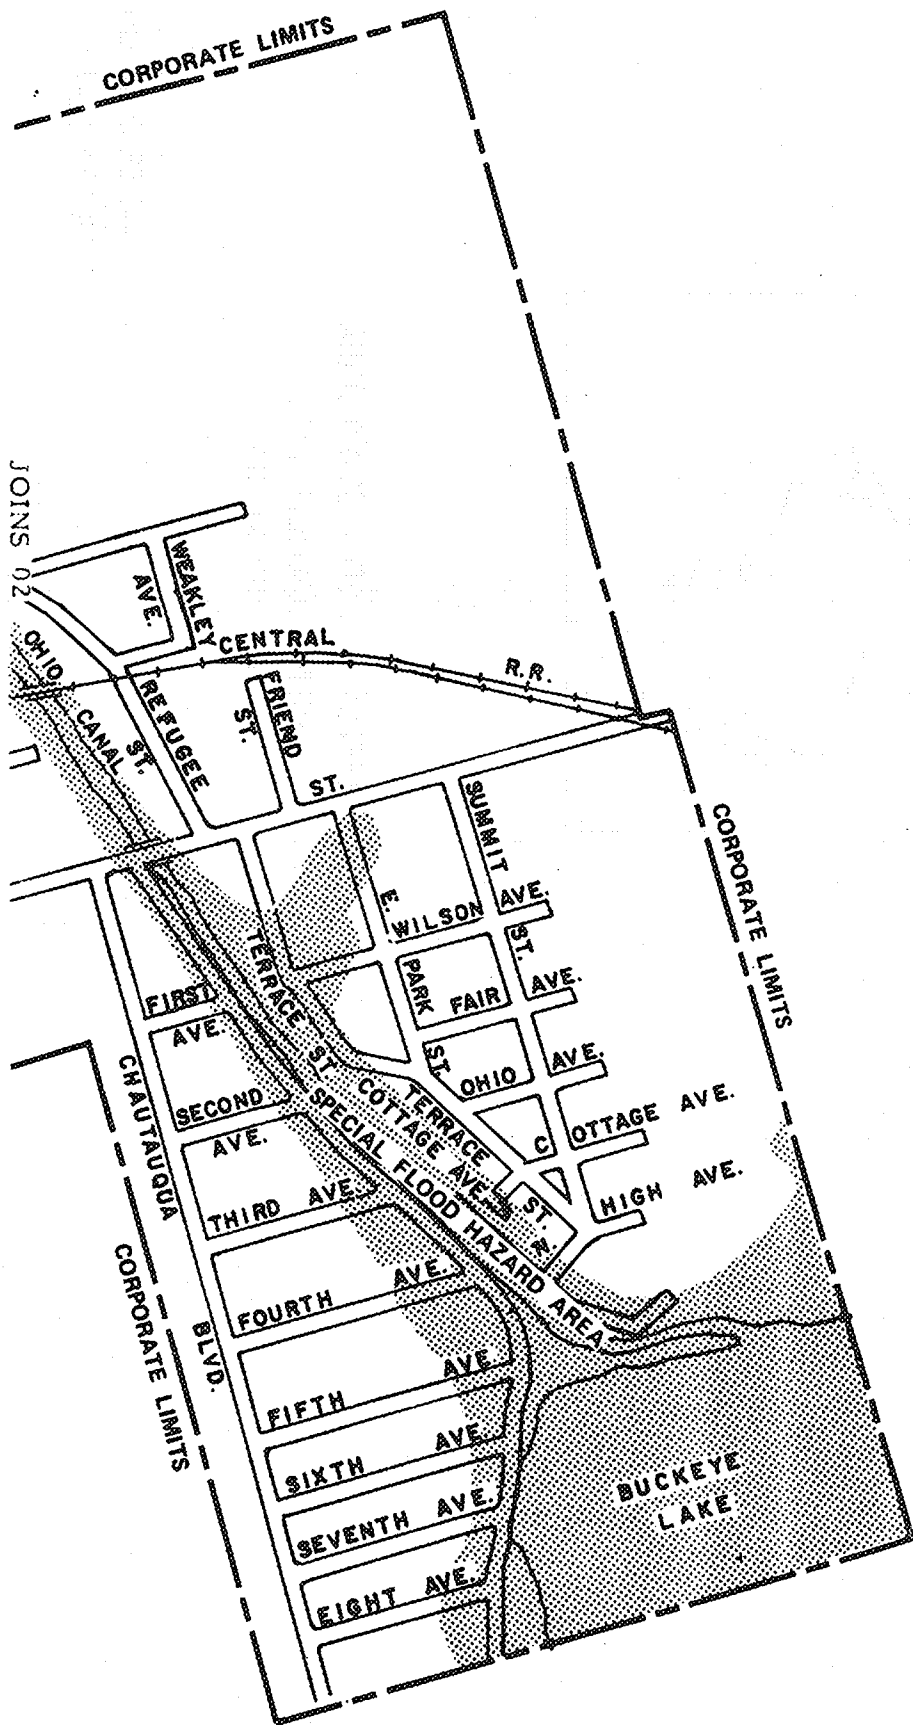 CORPORATE LIMITS
JOINS 02
WEAKLEY
AVE.
OHIO
CANAL
CENTRAL
R.R.
REFUGEE
ST.
FRIEND
ST.
ST.
SUMMIT
ST.
E.
PARK
ST.
WILSON AVE.
FAIR AVE.
OHIO AVE.
COTTAGE AVE.
HIGH AVE.
CORPORATE LIMITS
TERRACE
ST.
TERRACE
ST.
COTTAGE AVE.
N.
SPECIAL FLOOD HAZARD AREA
FIRST
AVE.
SECOND
AVE.
THIRD AVE.
FOURTH AVE.
FIFTH AVE.
SIXTH AVE.
SEVENTH AVE.
EIGHT AVE.
CHAUTAUQUA
BLVD.
CORPORATE LIMITS
BUCKEYE
LAKE